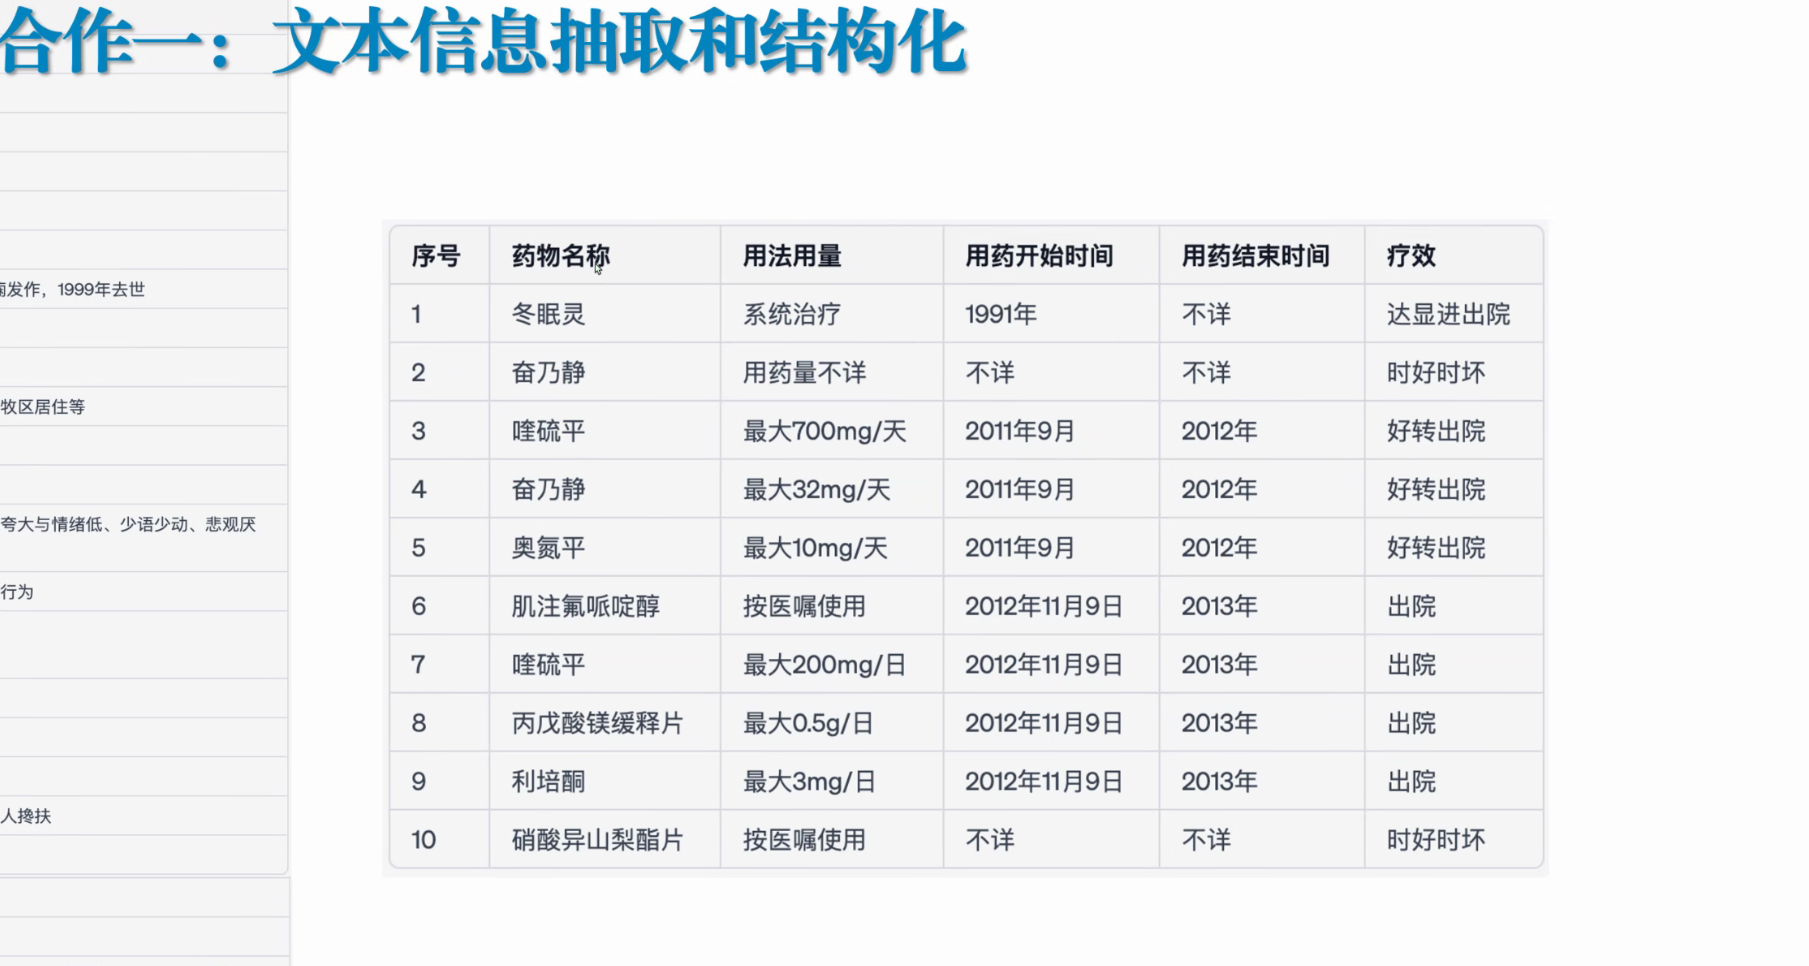 合作一：文本信息抽取和结构化
发作，1999年去世
牧区居住等
夸大与情绪低、少语少动、悲观厌
行为
人搀扶
序号 药物名称 用法用量 用药开始时间 用药结束时间 疗效
1 冬眠灵 系统治疗 1991年 不详 达显进出院
2 奋乃静 用药量不详 不详 不详 时好时坏
3 喹硫平 最大700mg/天 2011年9月 2012年 好转出院
4 奋乃静 最大32mg/天 2011年9月 2012年 好转出院
5 奥氮平 最大10mg/天 2011年9月 2012年 好转出院
6 肌注氟哌啶醇 按医嘱使用 2012年11月9日 2013年 出院
7 喹硫平 最大200mg/日 2012年11月9日 2013年 出院
8 丙戊酸镁缓释片 最大0.5g/日 2012年11月9日 2013年 出院
9 利培酮 最大3mg/日 2012年11月9日 2013年 出院
10 硝酸异山梨酯片 按医嘱使用 不详 不详 时好时坏